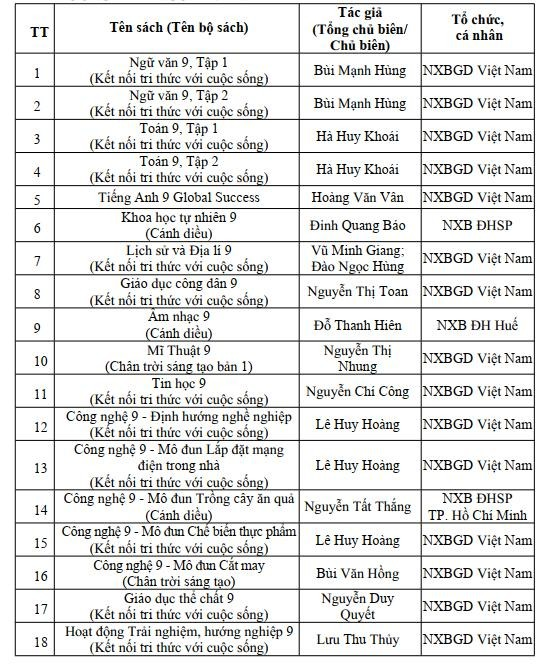 TT Tên sách (Tên bộ sách) Tác giả (Tổng chủ biên/ Chủ biên) Tổ chức, cá nhân
1 Ngữ văn 9, Tập 1 (Kết nối tri thức với cuộc sống) Bùi Mạnh Hùng NXBGD Việt Nam
2 Ngữ văn 9, Tập 2 (Kết nối tri thức với cuộc sống) Bùi Mạnh Hùng NXBGD Việt Nam
3 Toán 9, Tập 1 (Kết nối tri thức với cuộc sống) Hà Huy Khoái NXBGD Việt Nam
4 Toán 9, Tập 2 (Kết nối tri thức với cuộc sống) Hà Huy Khoái NXBGD Việt Nam
5 Tiếng Anh 9 Global Success Hoàng Văn Vân NXBGD Việt Nam
6 Khoa học tự nhiên 9 (Cánh diều) Đinh Quang Báo NXB ĐHSP
7 Lịch sử và Địa lí 9 (Kết nối tri thức với cuộc sống) Vũ Minh Giang; Đào Ngọc Hùng NXBGD Việt Nam
8 Giáo dục công dân 9 (Kết nối tri thức với cuộc sống) Nguyễn Thị Toan NXBGD Việt Nam
9 Âm nhạc 9 (Cánh diều) Đỗ Thanh Hiên NXB ĐH Huế
10 Mĩ Thuật 9 (Chân trời sáng tạo bản 1) Nguyễn Thị Nhung NXBGD Việt Nam
11 Tin học 9 (Kết nối tri thức với cuộc sống) Nguyễn Chí Công NXBGD Việt Nam
12 Công nghệ 9 - Định hướng nghề nghiệp (Kết nối tri thức với cuộc sống) Lê Huy Hoàng NXBGD Việt Nam
13 Công nghệ 9 - Mô đun Lắp đặt mạng điện trong nhà (Kết nối tri thức với cuộc sống) Lê Huy Hoàng NXBGD Việt Nam
14 Công nghệ 9 - Mô đun Trồng cây ăn quả (Cánh diều) Nguyễn Tất Thắng NXB ĐHSP TP. Hồ Chí Minh
15 Công nghệ 9 - Mô đun Chế biến thực phẩm (Kết nối tri thức với cuộc sống) Lê Huy Hoàng NXBGD Việt Nam
16 Công nghệ 9 - Mô đun Cắt may (Chân trời sáng tạo) Bùi Văn Hồng NXBGD Việt Nam
17 Giáo dục thể chất 9 (Kết nối tri thức với cuộc sống) Nguyễn Duy Quyết NXBGD Việt Nam
18 Hoạt động Trải nghiệm, hướng nghiệp 9 (Kết nối tri thức với cuộc sống) Lưu Thu Thủy NXBGD Việt Nam